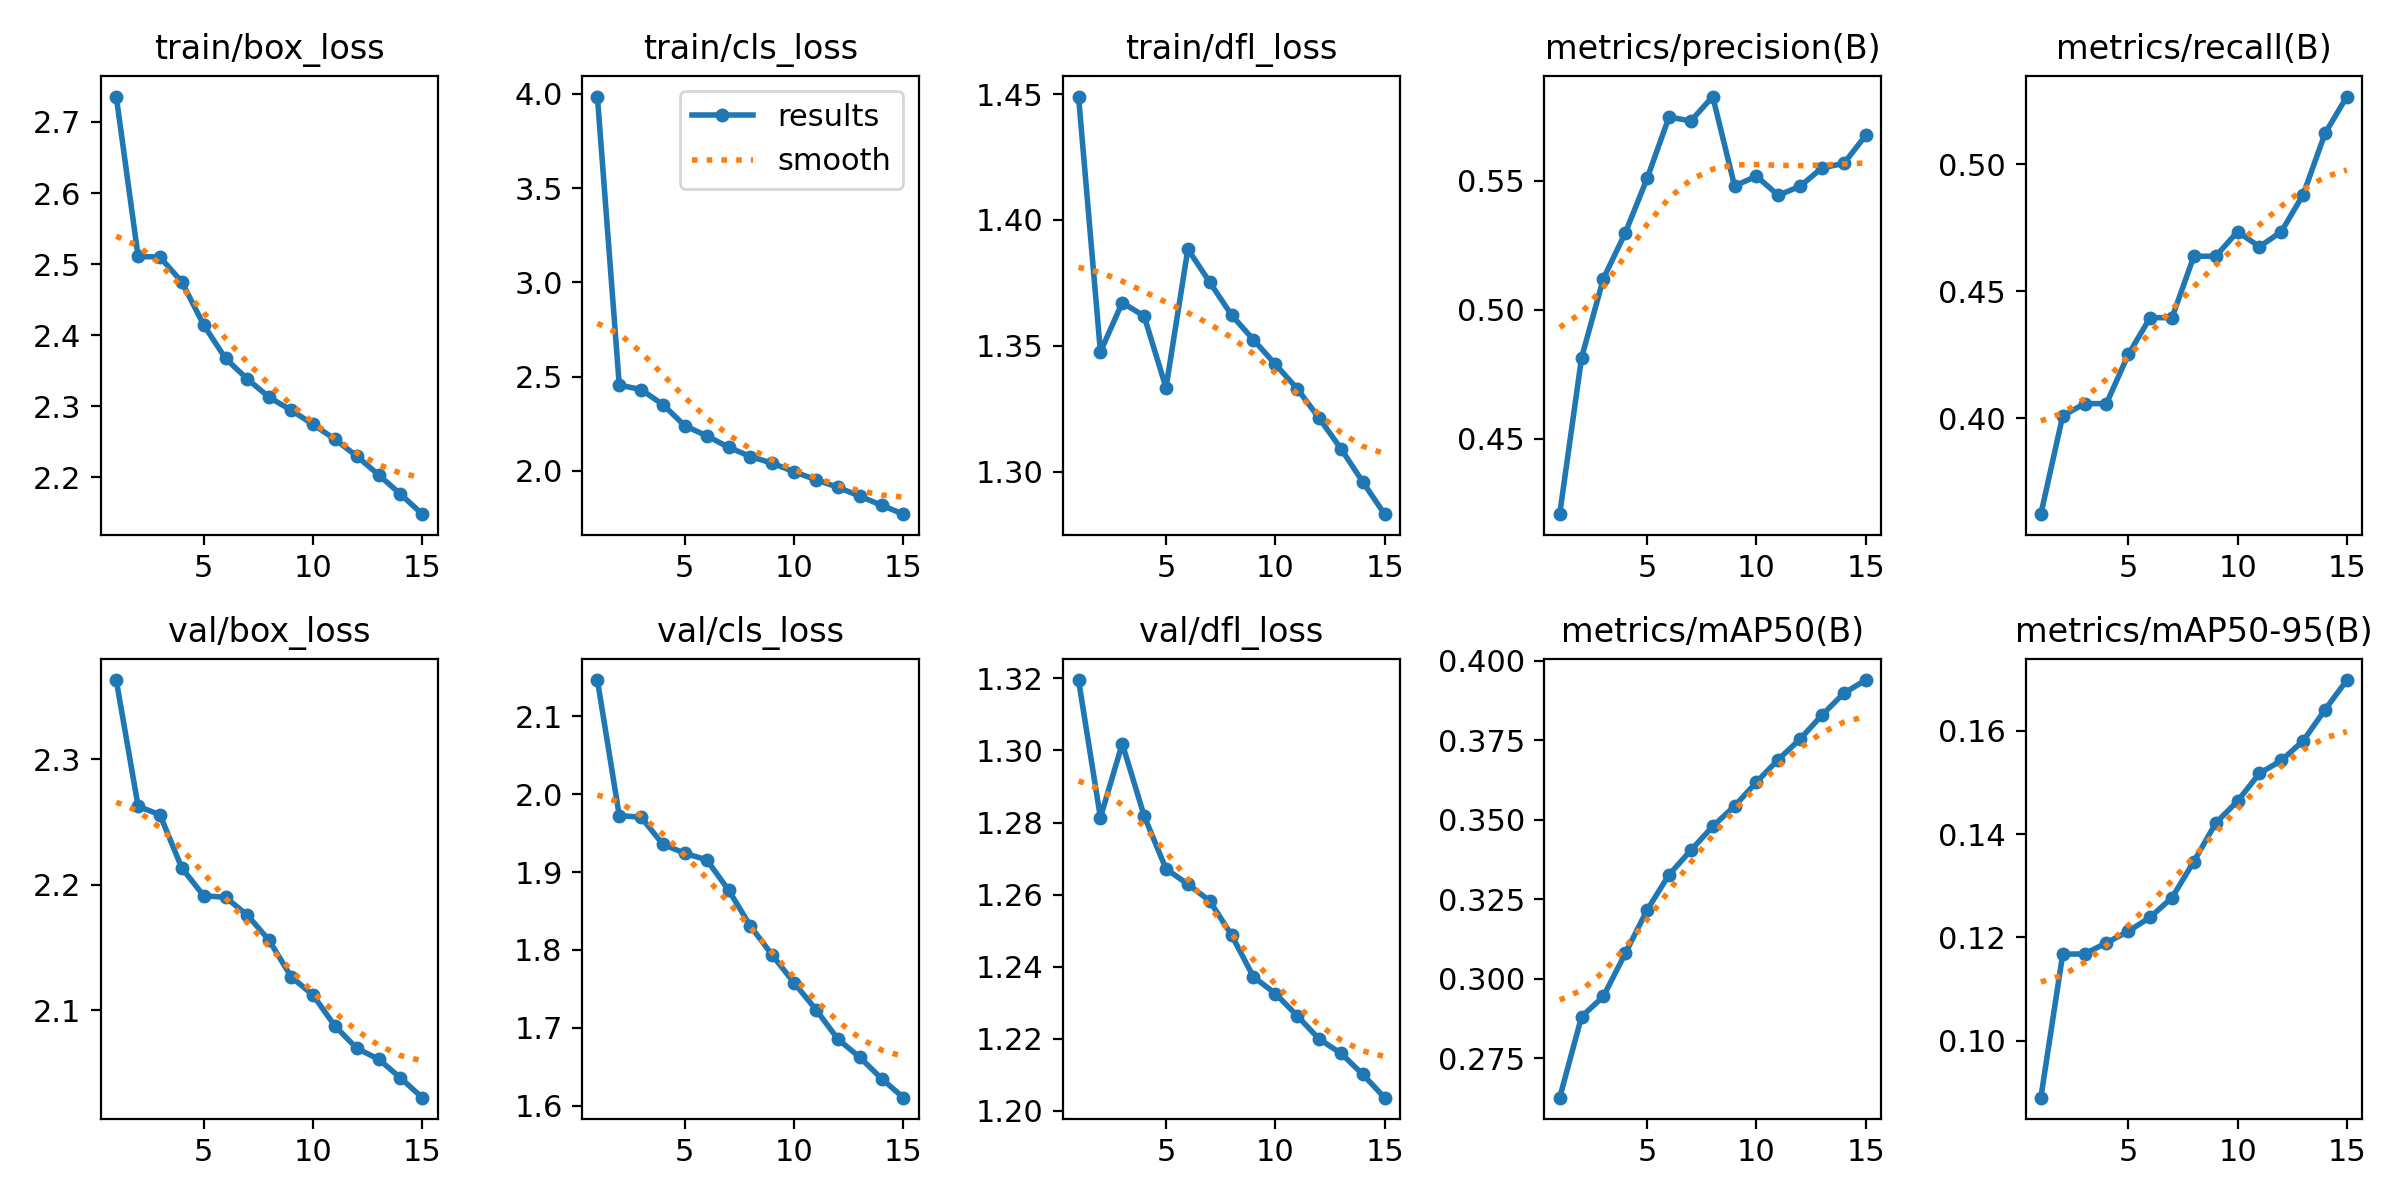 train/box_loss
2.7
2.6
2.5
2.4
2.3
2.2
5 10 15
train/cls_loss
4.0
3.5
3.0
2.5
2.0
results
smooth
5 10 15
train/dfl_loss
1.45
1.40
1.35
1.30
5 10 15
metrics/precision(B)
0.55
0.50
0.45
5 10 15
metrics/recall(B)
0.50
0.45
0.40
5 10 15
val/box_loss
2.3
2.2
2.1
5 10 15
val/cls_loss
2.1
2.0
1.9
1.8
1.7
1.6
5 10 15
val/dfl_loss
1.32
1.30
1.28
1.26
1.24
1.22
1.20
5 10 15
metrics/mAP50(B)
0.400
0.375
0.350
0.325
0.300
0.275
5 10 15
metrics/mAP50-95(B)
0.16
0.14
0.12
0.10
5 10 15